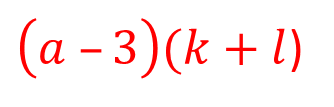 (a – 3)(k + l)